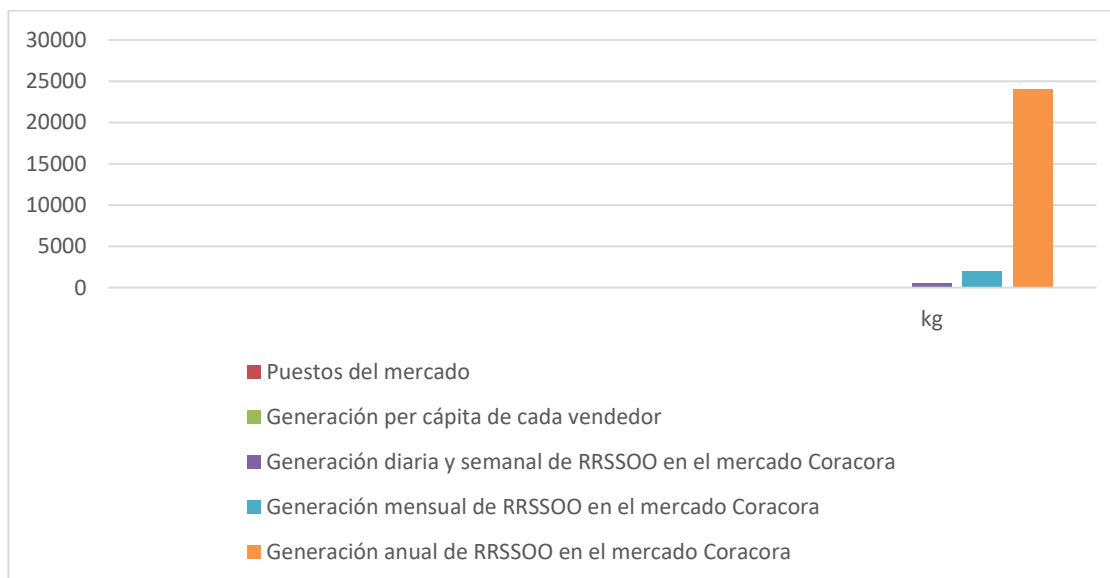 30000
25000
20000
15000
10000
5000
0
kg
Puestos del mercado
Generación per cápita de cada vendedor
Generación diaria y semanal de RRSSOO en el mercado Coracora
Generación mensual de RRSSOO en el mercado Coracora
Generación anual de RRSSOO en el mercado Coracora